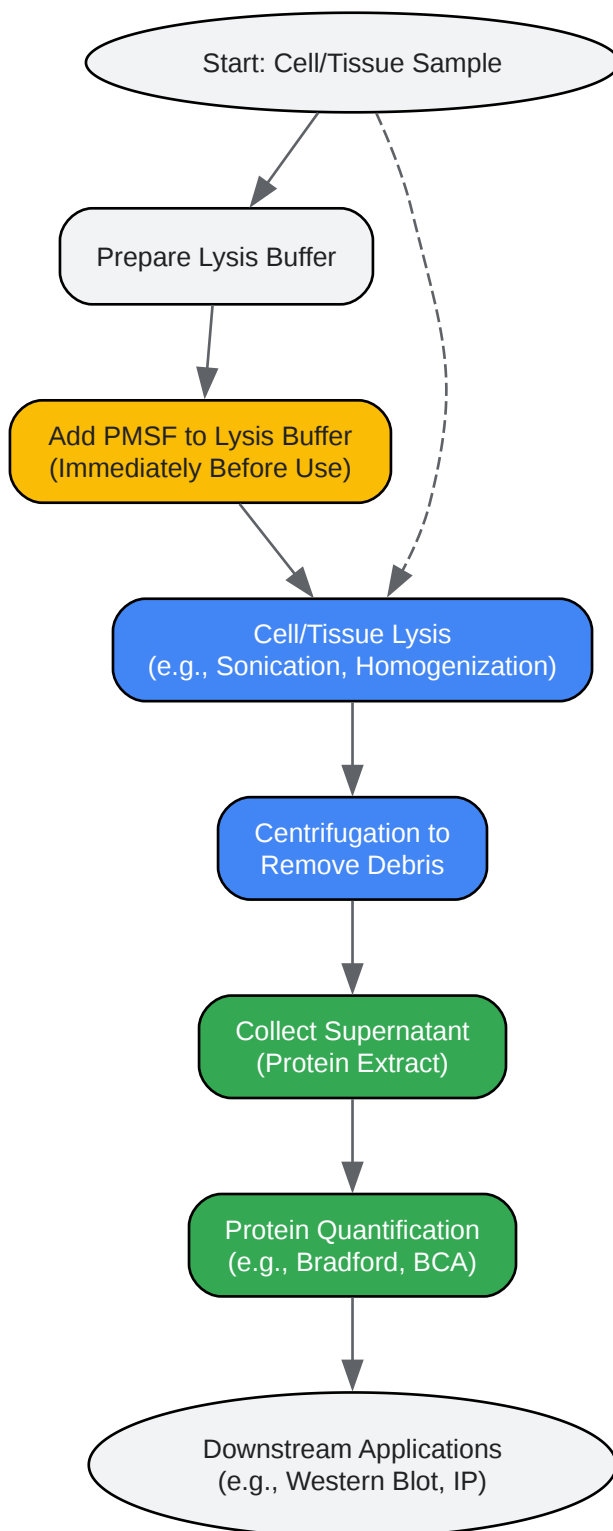 Start: Cell/Tissue Sample
Prepare Lysis Buffer
Add PMSF to Lysis Buffer
(Immediately Before Use)
Cell/Tissue Lysis
(e.g., Sonication, Homogenization)
Centrifugation to
Remove Debris
Collect Supernatant
(Protein Extract)
Protein Quantification
(e.g., Bradford, BCA)
Downstream Applications
(e.g., Western Blot, IP)